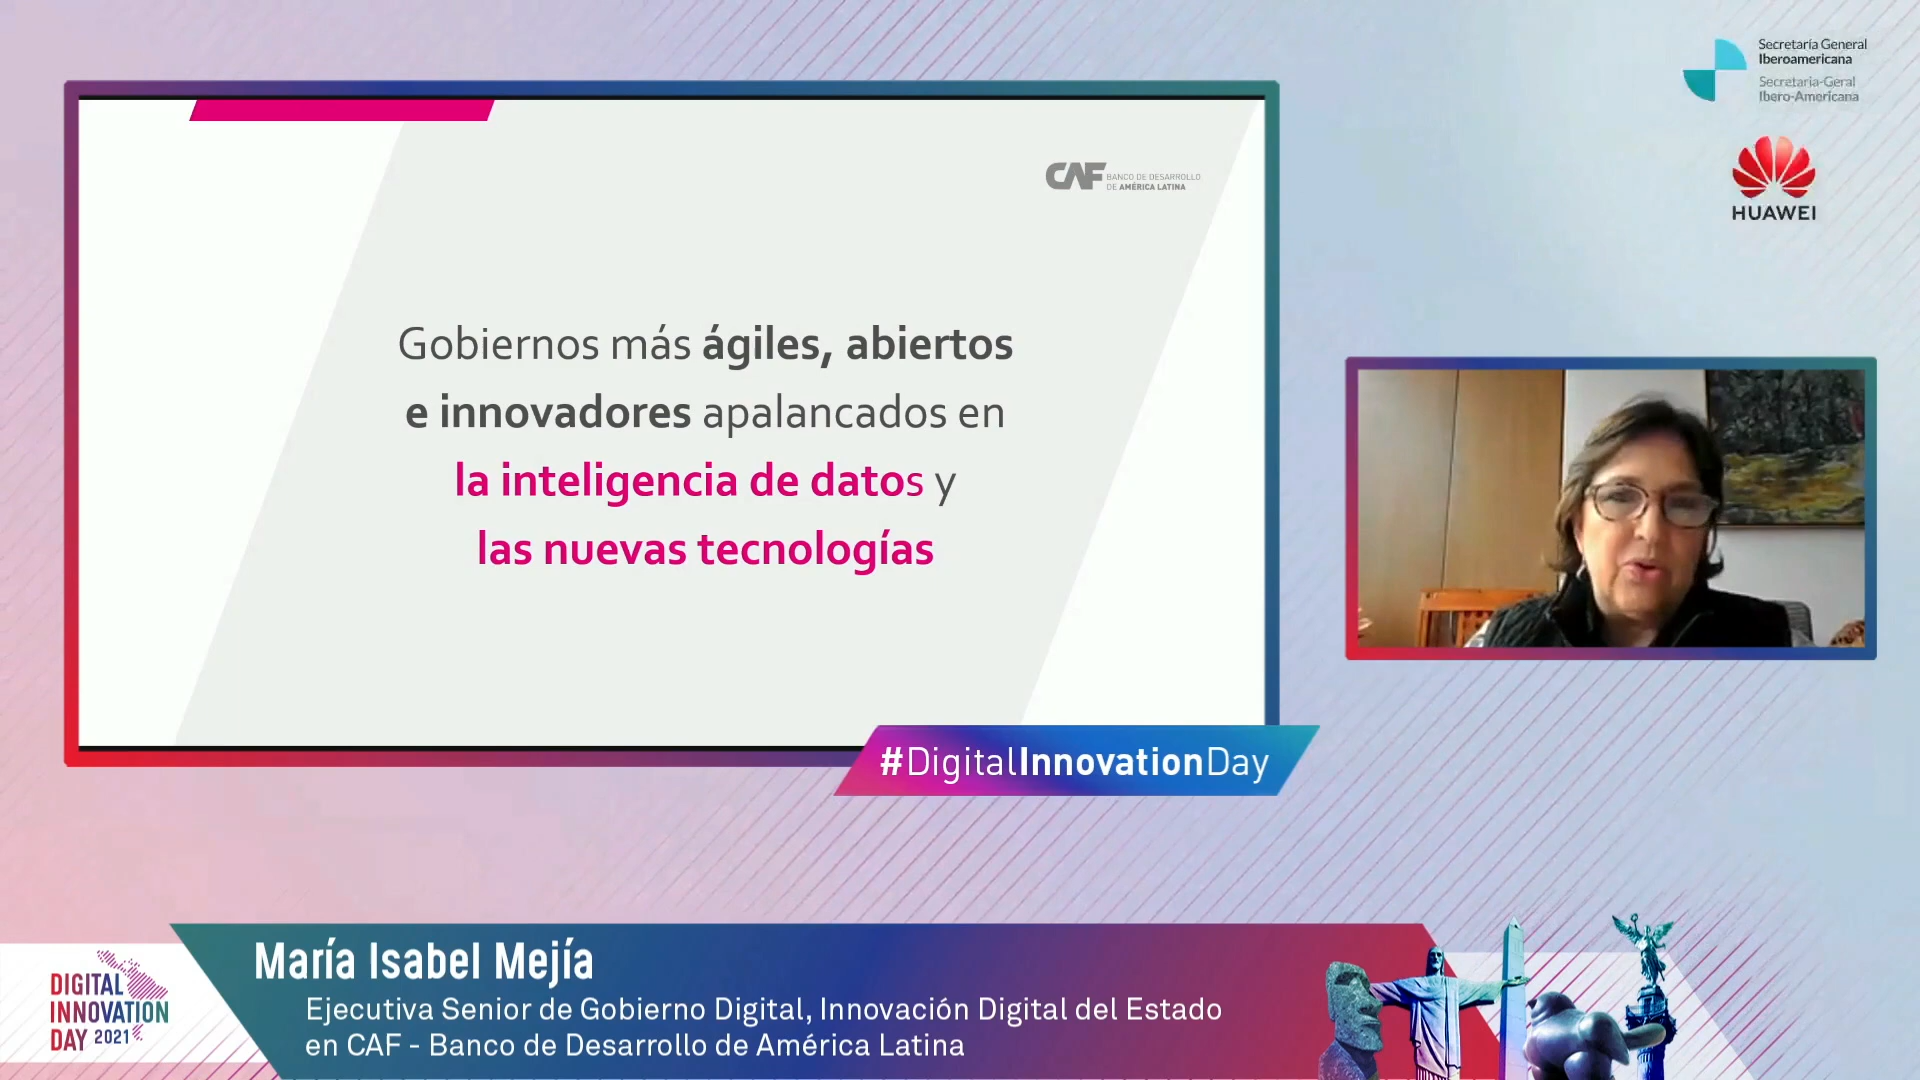 Secretaría General
Iberoamericana
Secretaria-Geral
Ibero-Americana
HUAWEI
CAF BANCO DE DESARROLLO
DE AMÉRICA LATINA
Gobiernos más ágiles, abiertos
e innovadores apalancados en
la inteligencia de datos y
las nuevas tecnologías
#DigitalInnovationDay
María Isabel Mejía
Ejecutiva Senior de Gobierno Digital, Innovación Digital del Estado
en CAF - Banco de Desarrollo de América Latina
DIGITAL
INNOVATION
DAY 2021